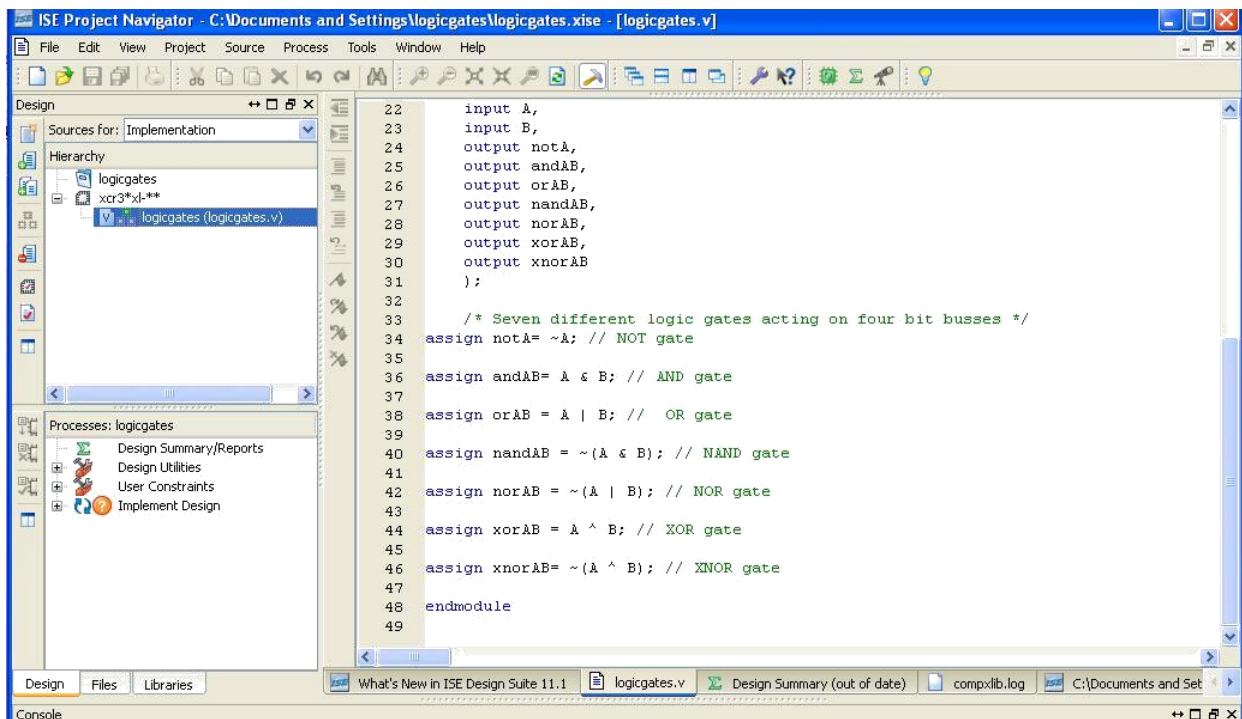 ISE Project Navigator - C:\Documents and Settings\logicgates\logicgates.xise - [logicgates.v]
File Edit View Project Source Process Tools Window Help
Design
Sources for: Implementation
Hierarchy
logicgates
xcr3*xl-**
logicgates (logicgates.v)
Processes: logicgates
Design Summary/Reports
Design Utilities
User Constraints
Implement Design
Design Files Libraries
22 input A,
23 input B,
24 output notA,
25 output andAB,
26 output orAB,
27 output nandAB,
28 output norAB,
29 output xorAB,
30 output xnorAB
31 );
32
33 /* Seven different logic gates acting on four bit busses */
34 assign notA= ~A; // NOT gate
35
36 assign andAB= A & B; // AND gate
37
38 assign orAB = A | B; // OR gate
39
40 assign nandAB = ~(A & B); // NAND gate
41
42 assign norAB = ~(A | B); // NOR gate
43
44 assign xorAB = A ^ B; // XOR gate
45
46 assign xnorAB= ~(A ^ B); // XNOR gate
47
48 endmodule
49
ISE What's New in ISE Design Suite 11.1 logicgates.v Design Summary (out of date) compxlib.log ISE C:\Documents and Set
Console